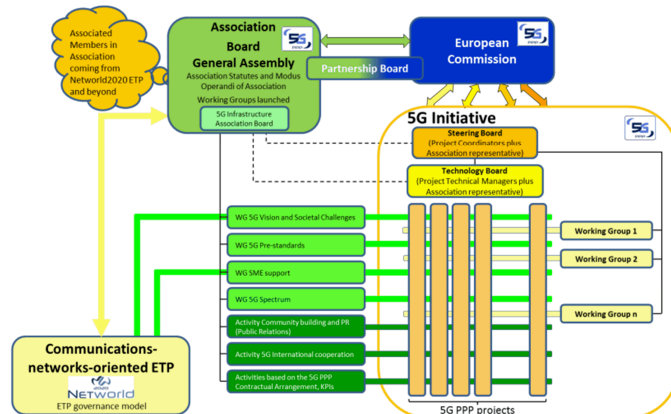 Associated
Members in
Association
coming from
Networld2020 ETP
and beyond
Association
Board
General Assembly
Association Statutes and Modus
Operandi of Association
Working Groups launched
5G Infrastructure
Association Board
5G
Partnership Board
European
Commission
5G
5G Initiative
5G
Steering Board
(Project Coordinators plus
Association representative)
Technology Board
(Project Technical Managers plus
Association representative)
WG 5G Vision and Societal Challenges
WG 5G Pre-standards
WG SME support
WG 5G Spectrum
Activity Community building and PR
(Public Relations)
Activity 5G International cooperation
Activities based on the 5G PPP
Contractual Arrangement, KPIs
Working Group 1
Working Group 2
Working Group n
5G PPP projects
Communications-
networks-oriented ETP
NETWorld
ETP governance model